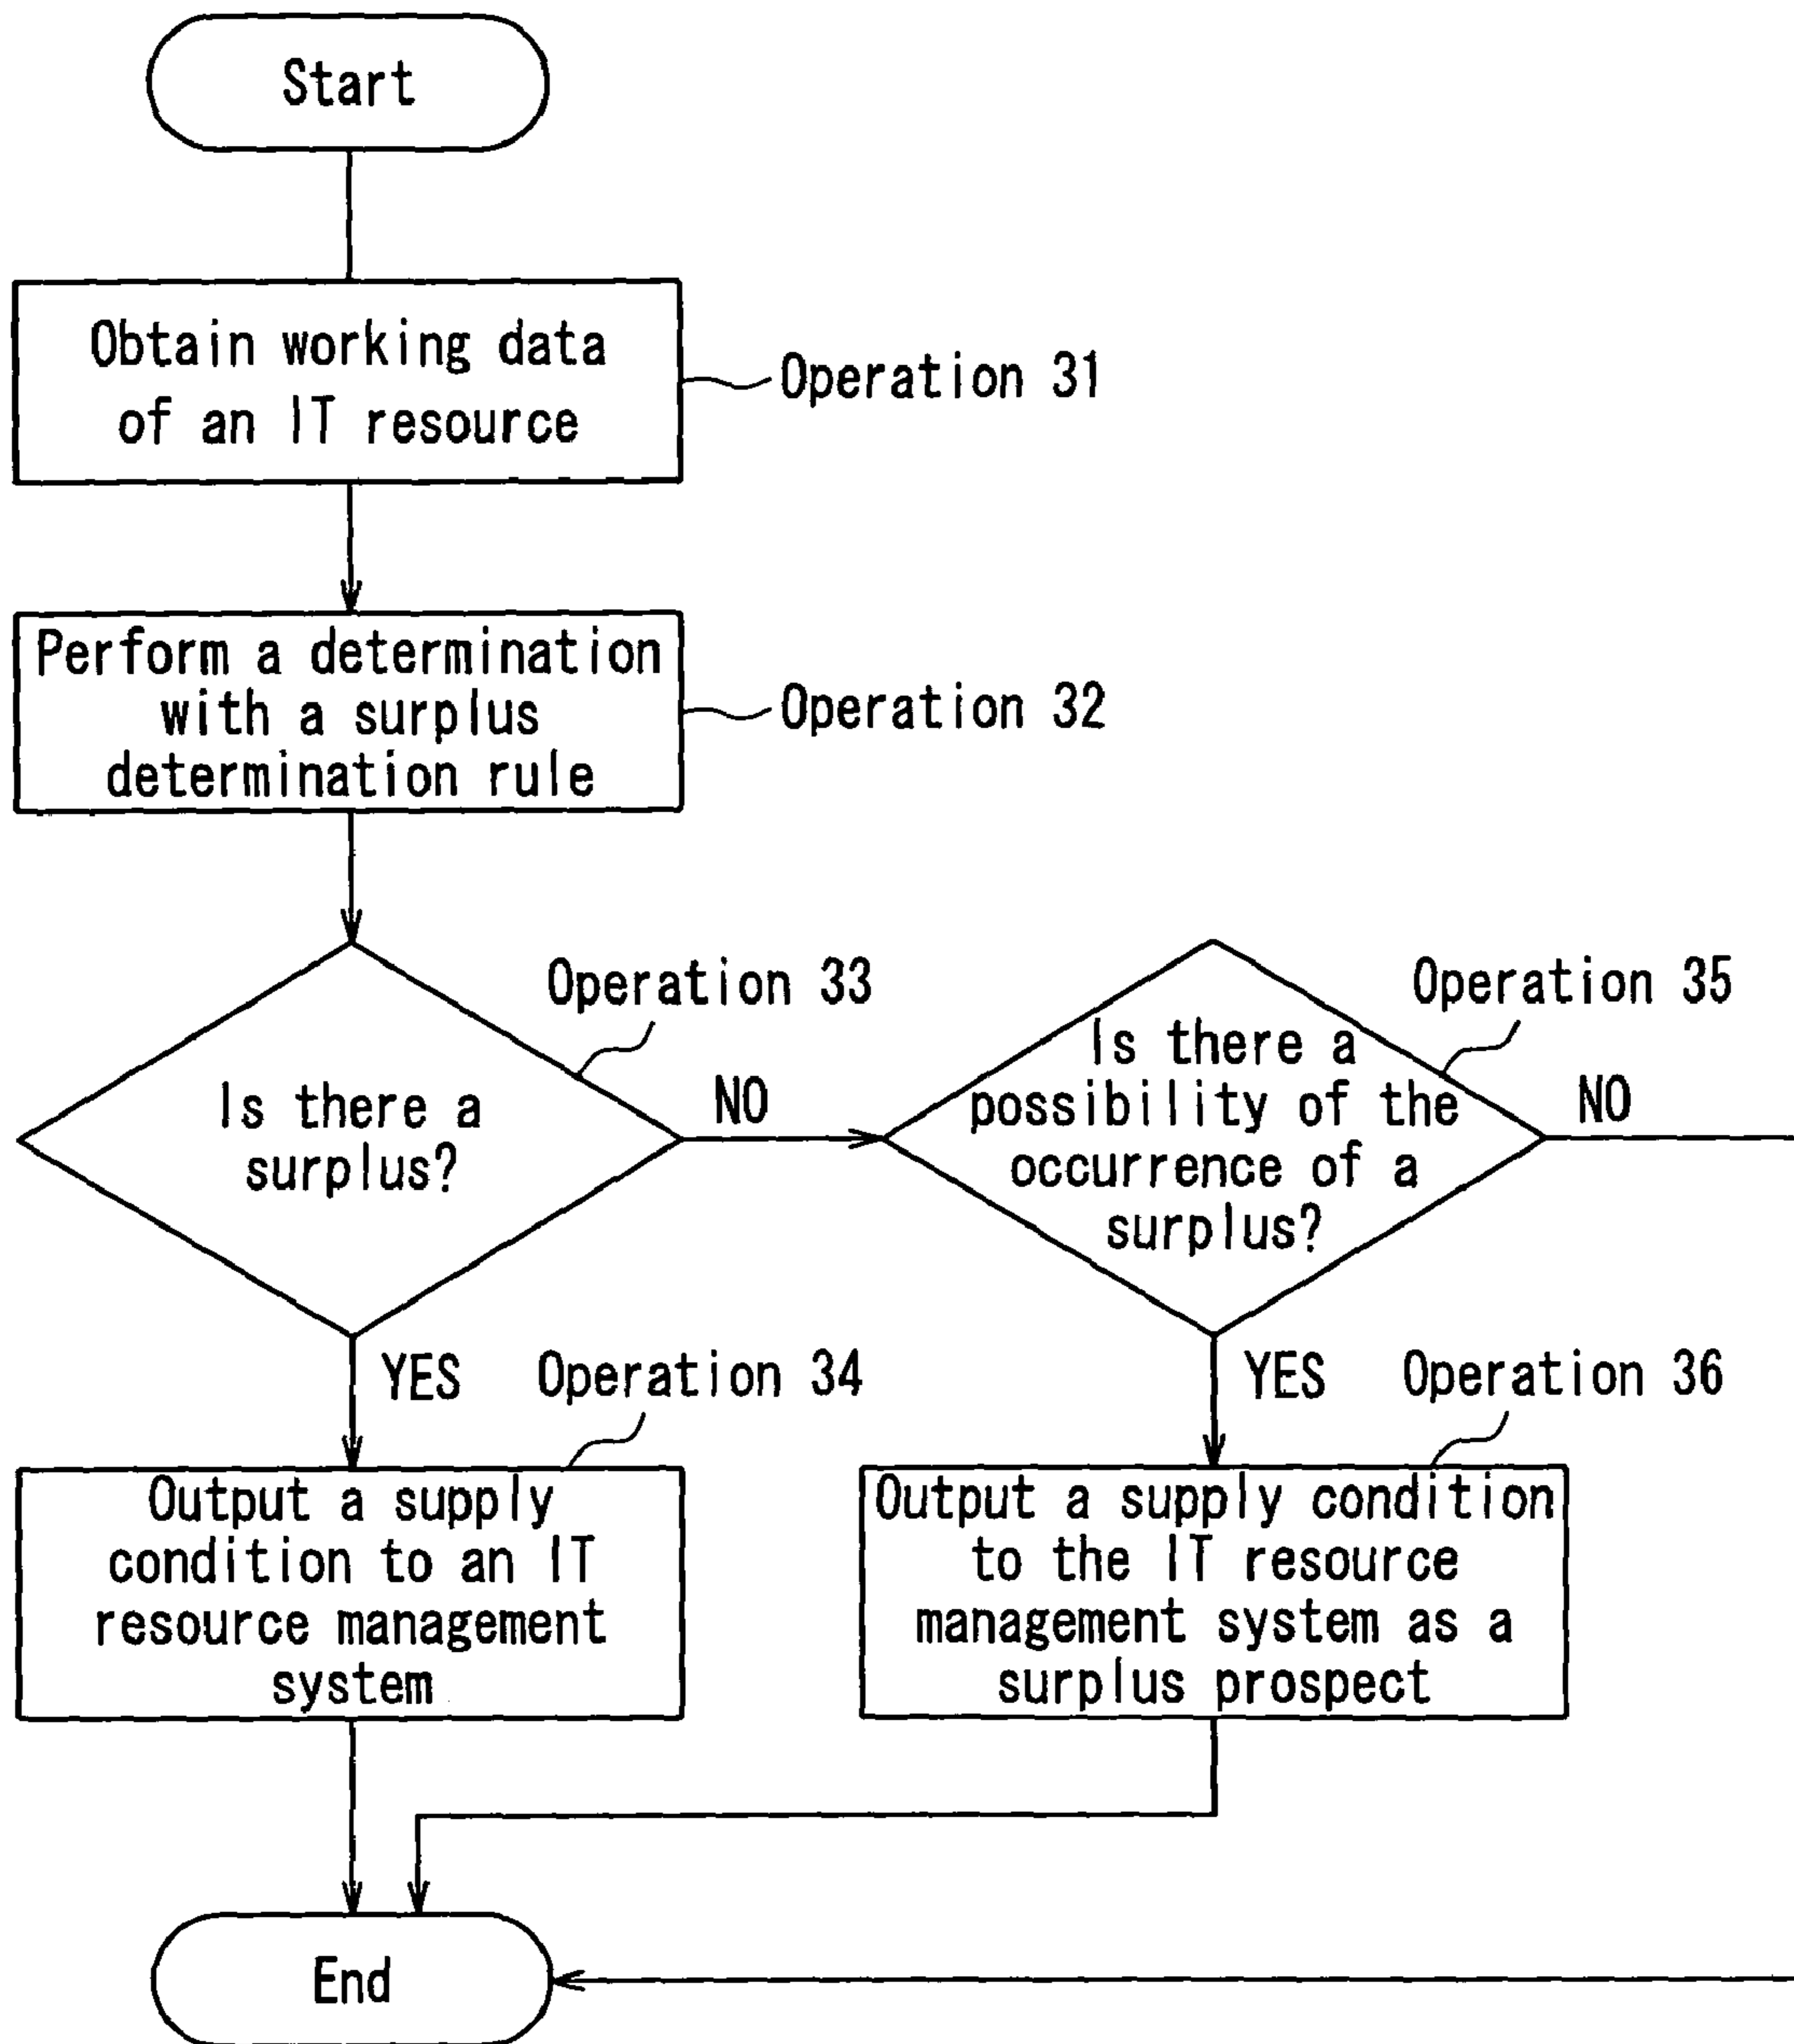 Start
Obtain working data
of an IT resource
Operation 31
Perform a determination
with a surplus
determination rule
Operation 32
Operation 33
Is there a
surplus?
NO
YES
Operation 35
Is there a
possibility of the
occurrence of a
surplus?
NO
YES
Operation 34
Output a supply
condition to an IT
resource management
system
Operation 36
Output a supply condition
to the IT resource
management system as a
surplus prospect
End